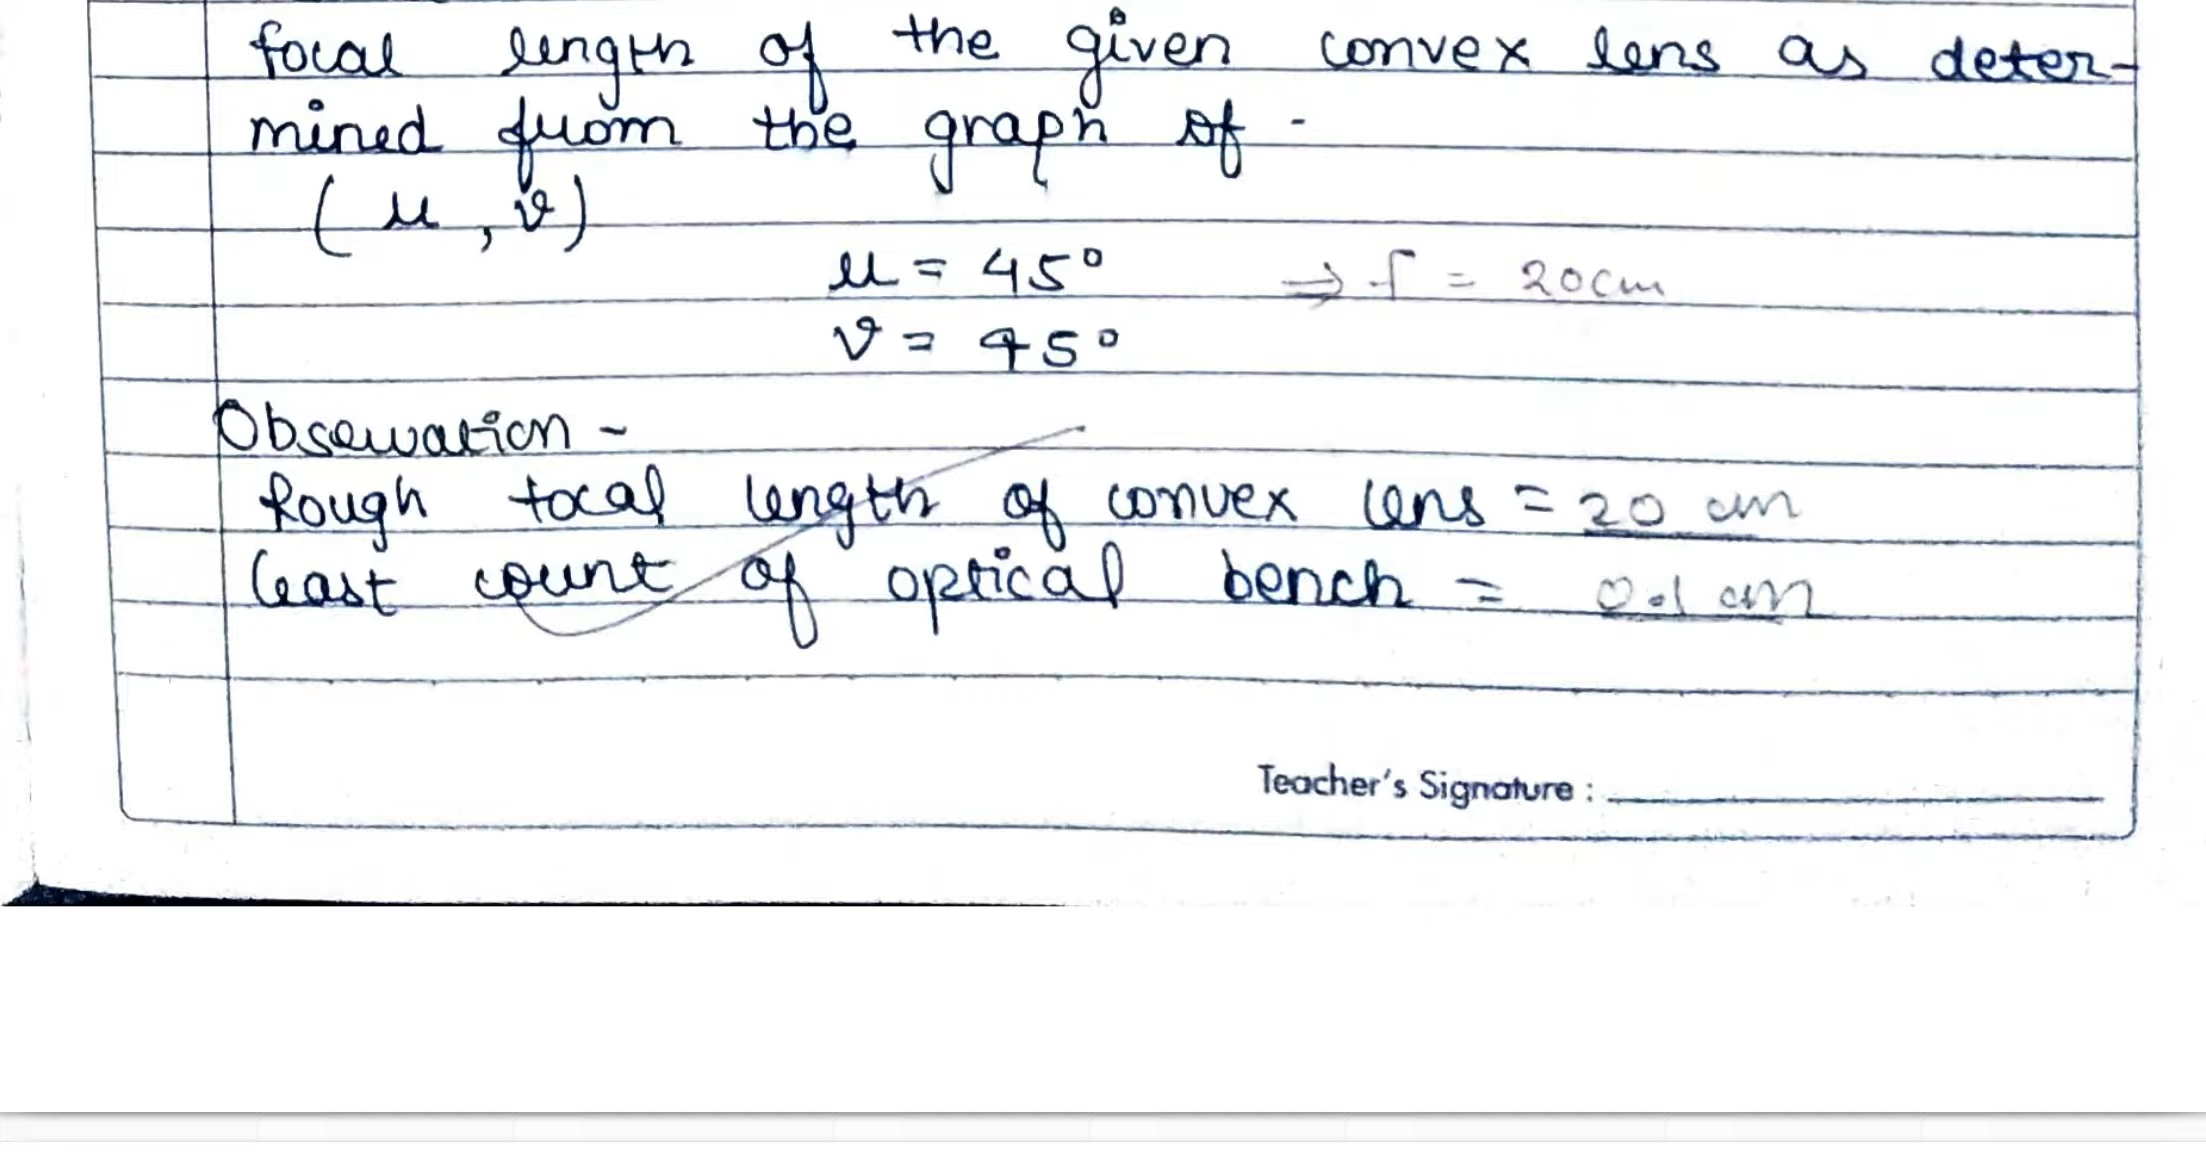 focal length of the given convex lens as deter-
mined from the graph of -
(u, v)
u = 45° ⇒ f = 20cm
v = 45°
Observation -
Rough focal length of convex lens = 20 cm
Least count of optical bench = 0.1 cm
Teacher's Signature :